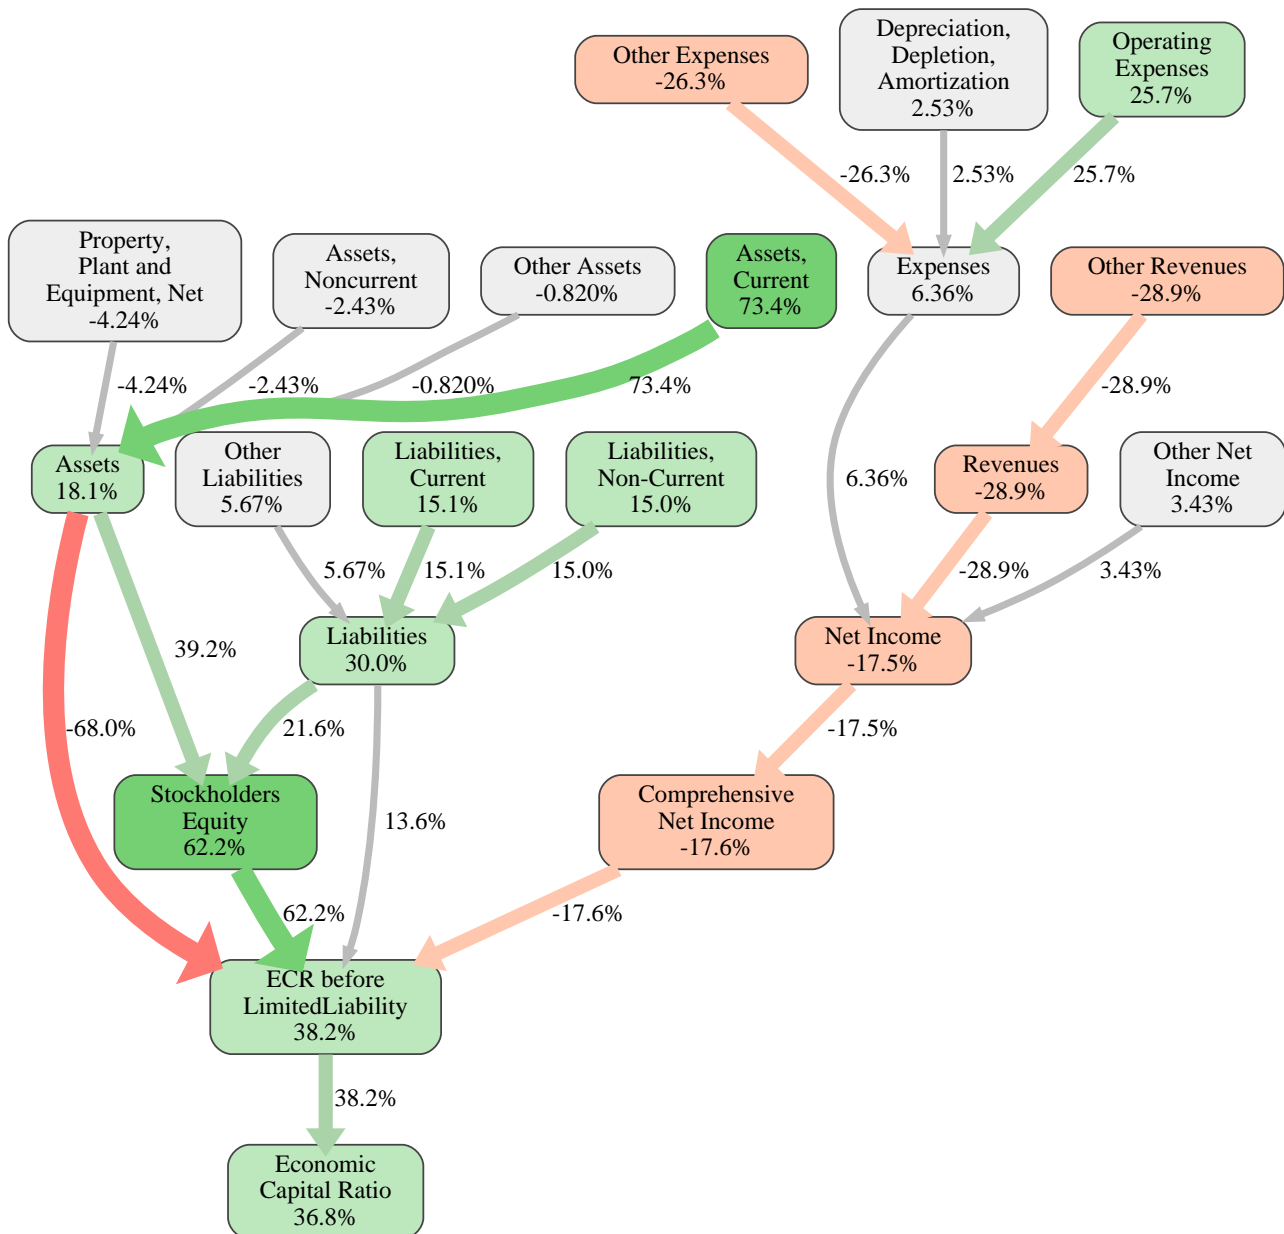 Other Expenses
-26.3%
Depreciation,
Depletion,
Amortization
2.53%
Operating
Expenses
25.7%
-26.3%
2.53%
25.7%
Property,
Plant and
Equipment, Net
-4.24%
Assets,
Noncurrent
-2.43%
Other Assets
-0.820%
Assets,
Current
73.4%
Expenses
6.36%
Other Revenues
-28.9%
-4.24%
-2.43%
-0.820%
73.4%
-28.9%
Assets
18.1%
Other
Liabilities
5.67%
Liabilities,
Current
15.1%
Liabilities,
Non-Current
15.0%
6.36%
Revenues
-28.9%
Other Net
Income
3.43%
5.67%
15.1%
15.0%
-28.9%
3.43%
39.2%
Liabilities
30.0%
Net Income
-17.5%
-68.0%
21.6%
-17.5%
Stockholders
Equity
62.2%
13.6%
Comprehensive
Net Income
-17.6%
62.2%
-17.6%
ECR before
LimitedLiability
38.2%
38.2%
Economic
Capital Ratio
36.8%